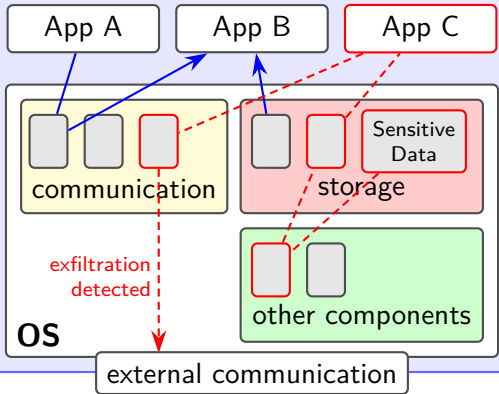 App A
App B
App C
Sensitive
Data
communication
storage
exfiltration
detected
other components
OS
external communication